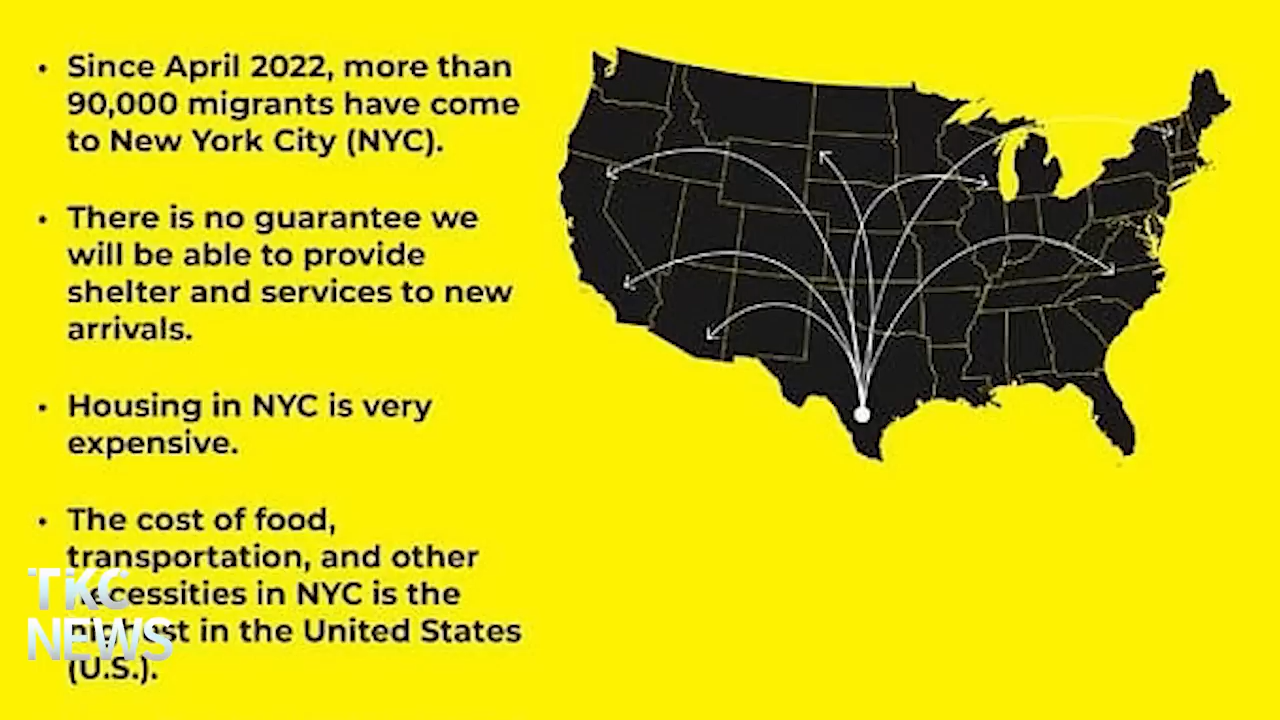 • Since April 2022, more than
90,000 migrants have come
to New York City (NYC).
• There is no guarantee we
will be able to provide
shelter and services to new
arrivals.
• Housing in NYC is very
expensive.
• The cost of food,
transportation, and other
necessities in NYC is the
highest in the United States
(U.S.).
TKC
NEWS